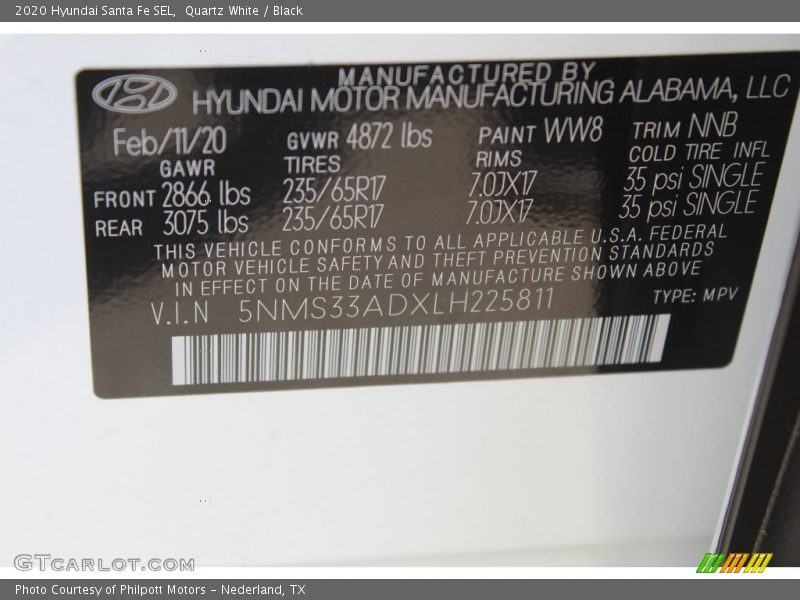 2020 Hyundai Santa Fe SEL, Quartz White / Black
MANUFACTURED BY
HYUNDAI MOTOR MANUFACTURING ALABAMA, LLC
Feb/11/20 GVWR 4872 lbs PAINT WW8 TRIM NNB
GAWR TIRES RIMS COLD TIRE INFL
FRONT 2866 lbs 235/65R17 7.0JX17 35 psi SINGLE
REAR 3075 lbs 235/65R17 7.0JX17 35 psi SINGLE
THIS VEHICLE CONFORMS TO ALL APPLICABLE U.S.A. FEDERAL
MOTOR VEHICLE SAFETY AND THEFT PREVENTION STANDARDS
IN EFFECT ON THE DATE OF MANUFACTURE SHOWN ABOVE
V.I.N 5NMS33ADXLH225811 TYPE: MPV
GTCARLOT.COM
Photo Courtesy of Philpott Motors - Nederland, TX